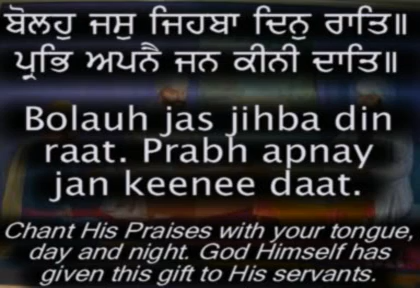 ਬੋਲਹੁ ਜਸੁ ਜਿਹਬਾ ਦਿਨੁ ਰਾਤਿ॥
ਪ੍ਰਭਿ ਅਪਨੈ ਜਨ ਕੀਨੀ ਦਾਤਿ॥
Bolauh jas jihba din
raat. Prabh apnay
jan keenee daat.
Chant His Praises with your tongue,
day and night. God Himself has
given this gift to His servants.